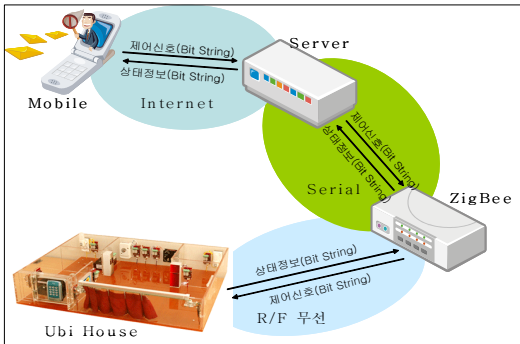 Server
제어신호(Bit String)
상태정보(Bit String)
Mobile
Internet
제어신호(Bit String)
상태정보(Bit String)
Serial
ZigBee
상태정보(Bit String)
제어신호(Bit String)
R/F 무선
Ubi House